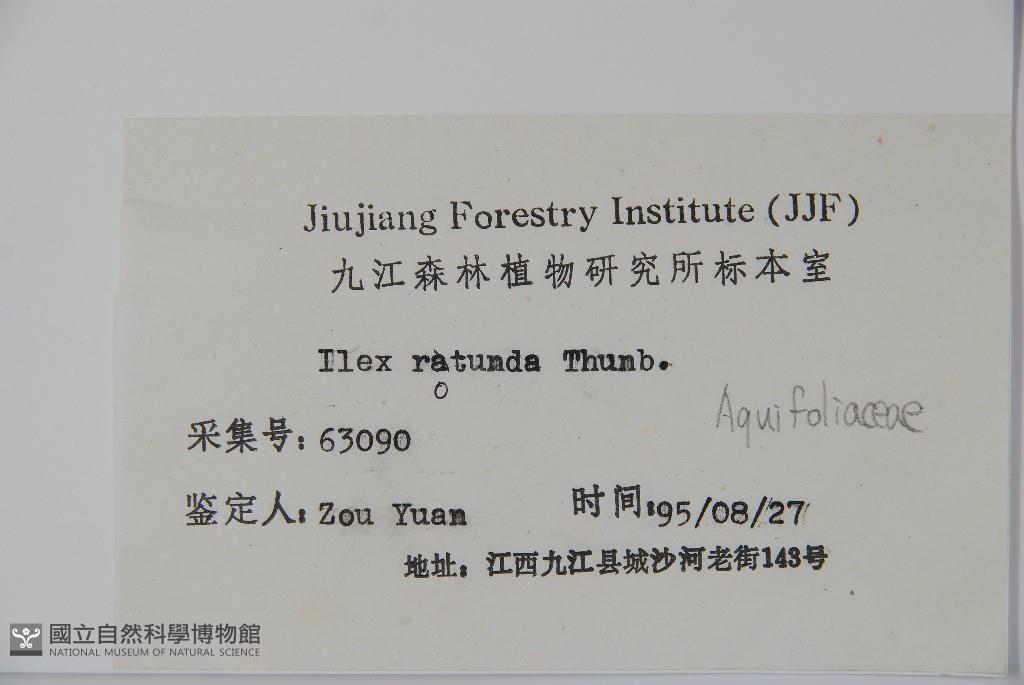 Jiujiang Forestry Institute (JJF)
九江森林植物研究所标本室
Ilex ratunda Thunb.
o
Aquifoliaceae
采集号: 63090
鉴定人: Zou Yuan 时间: 95/08/27
地址: 江西九江县城沙河老街143号
國立自然科學博物館
NATIONAL MUSEUM OF NATURAL SCIENCE